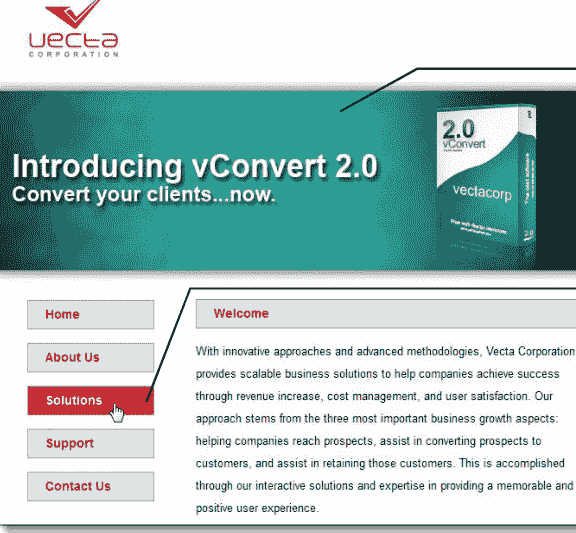 vecta
CORPORATION
2.0
vConvert
Introducing vConvert 2.0
Convert your clients...now.
vectacorp
Home
About Us
Solutions
Support
Contact Us
Welcome
With innovative approaches and advanced methodologies, Vecta Corporation
provides scalable business solutions to help companies achieve success
through revenue increase, cost management, and user satisfaction. Our
approach stems from the three most important business growth aspects:
helping companies reach prospects, assist in converting prospects to
customers, and assist in retaining those customers. This is accomplished
through our interactive solutions and expertise in providing a memorable and
positive user experience.